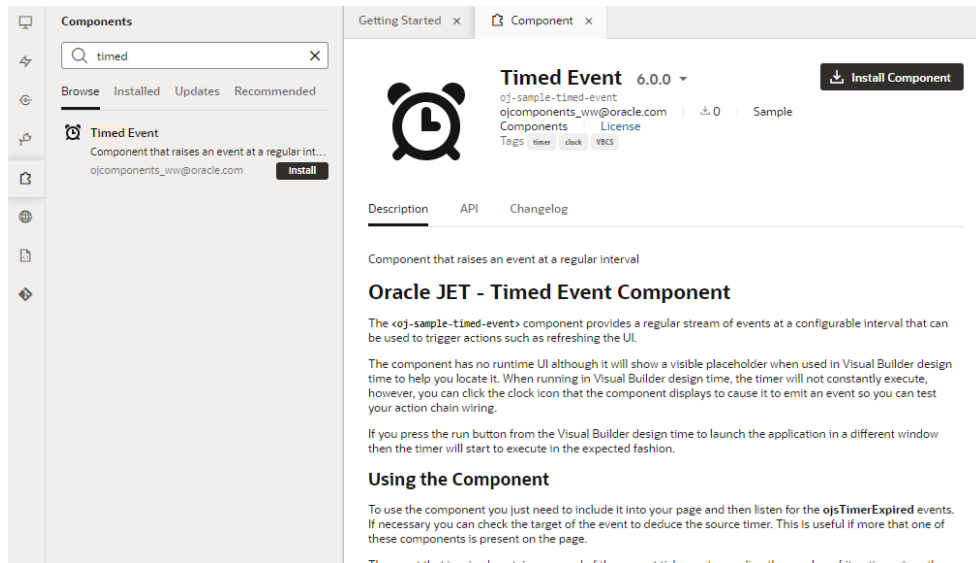 Components
timed
Browse Installed Updates Recommended
Timed Event
Component that raises an event at a regular int...
ojcomponents_ww@oracle.com Install
Getting Started × Component ×
Timed Event 6.0.0
oj-sample-timed-event
ojcomponents_ww@oracle.com 0 Sample
Components License
Tags timer clock VBCS
Install Component
Description API Changelog
Component that raises an event at a regular interval
Oracle JET - Timed Event Component
The <oj-sample-timed-event> component provides a regular stream of events at a configurable interval that can
be used to trigger actions such as refreshing the UI.
The component has no runtime UI although it will show a visible placeholder when used in Visual Builder design
time to help you locate it. When running in Visual Builder design time, the timer will not constantly execute,
however, you can click the clock icon that the component displays to cause it to emit an event so you can test
your action chain wiring.
If you press the run button from the Visual Builder design time to launch the application in a different window
then the timer will start to execute in the expected fashion.
Using the Component
To use the component you just need to include it into your page and then listen for the ojsTimerExpired events.
If necessary you can check the target of the event to deduce the source timer. This is useful if more that one of
these components is present on the page.